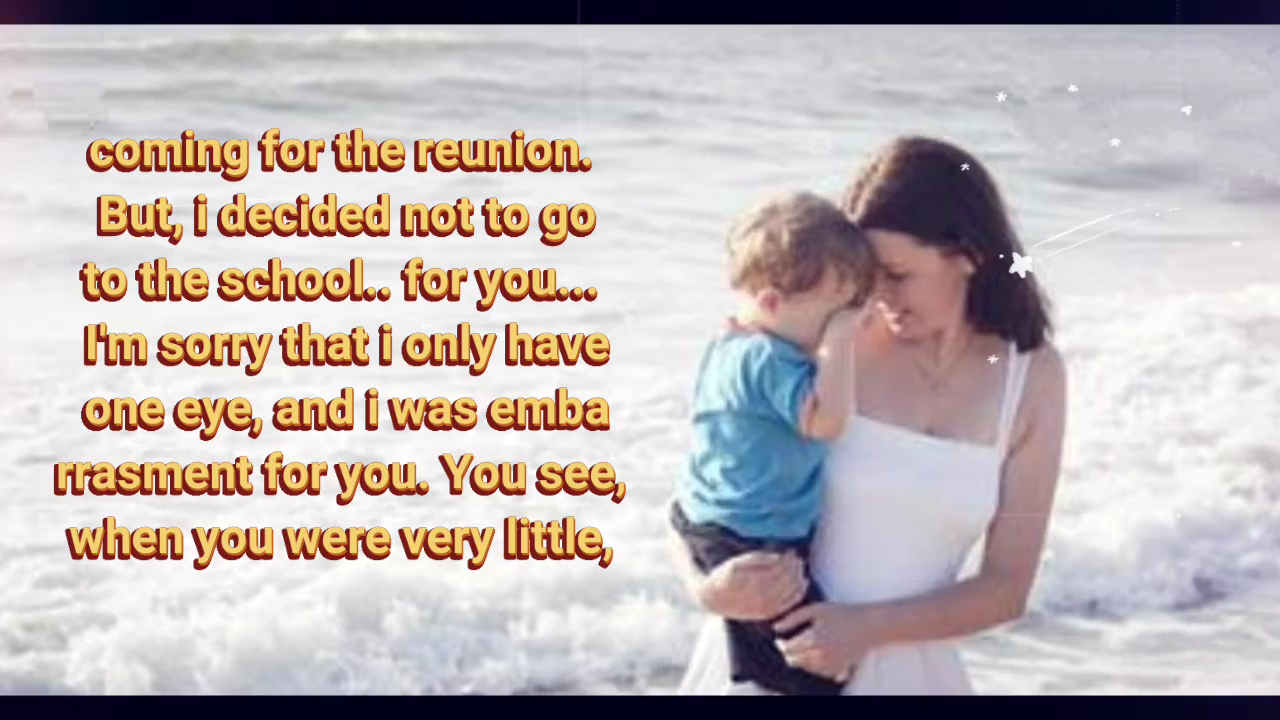 coming for the reunion.
But, i decided not to go
to the school.. for you...
I'm sorry that i only have
one eye, and i was emba
rrasment for you. You see,
when you were very little,